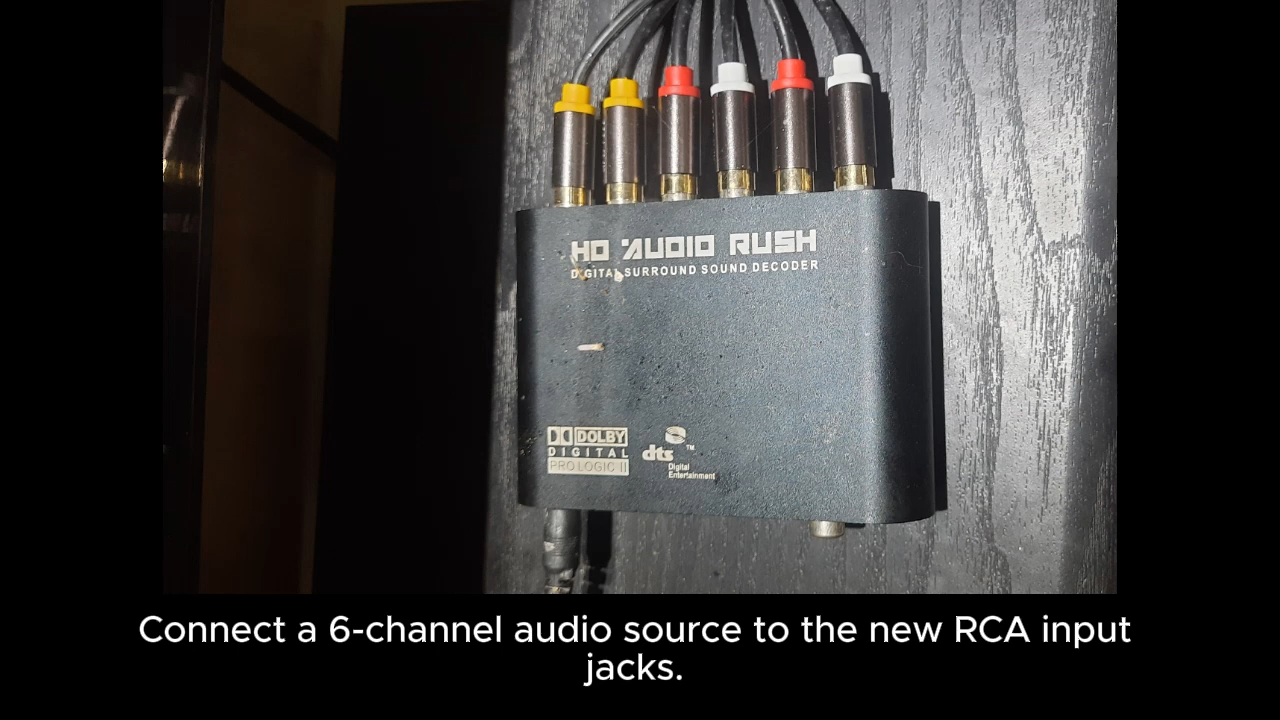 HD AUDIO RUSH
DIGITAL SURROUND SOUND DECODER
DOLBY
DIGITAL
PRO LOGIC II
dts TM
Digital
Entertainment
Connect a 6-channel audio source to the new RCA input
jacks.